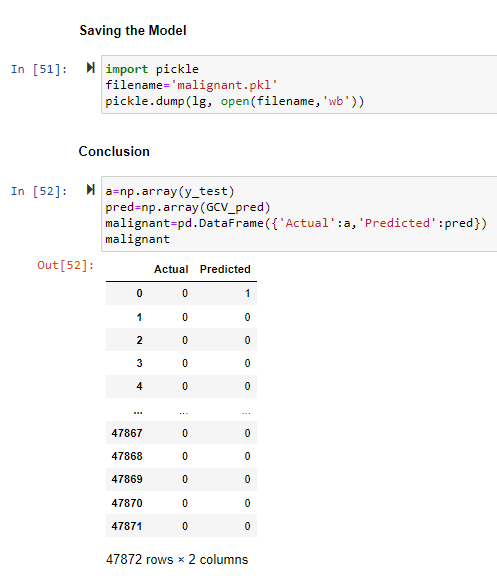 Saving the Model
In [51]: import pickle
filename='malignant.pkl'
pickle.dump(lg, open(filename,'wb'))
Conclusion
In [52]: a=np.array(y_test)
pred=np.array(GCV_pred)
malignant=pd.DataFrame({'Actual':a,'Predicted':pred})
malignant
Out[52]:
Actual Predicted
0 0 1
1 0 0
2 0 0
3 0 0
4 0 0
... ... ...
47867 0 0
47868 0 0
47869 0 0
47870 0 0
47871 0 0
47872 rows × 2 columns